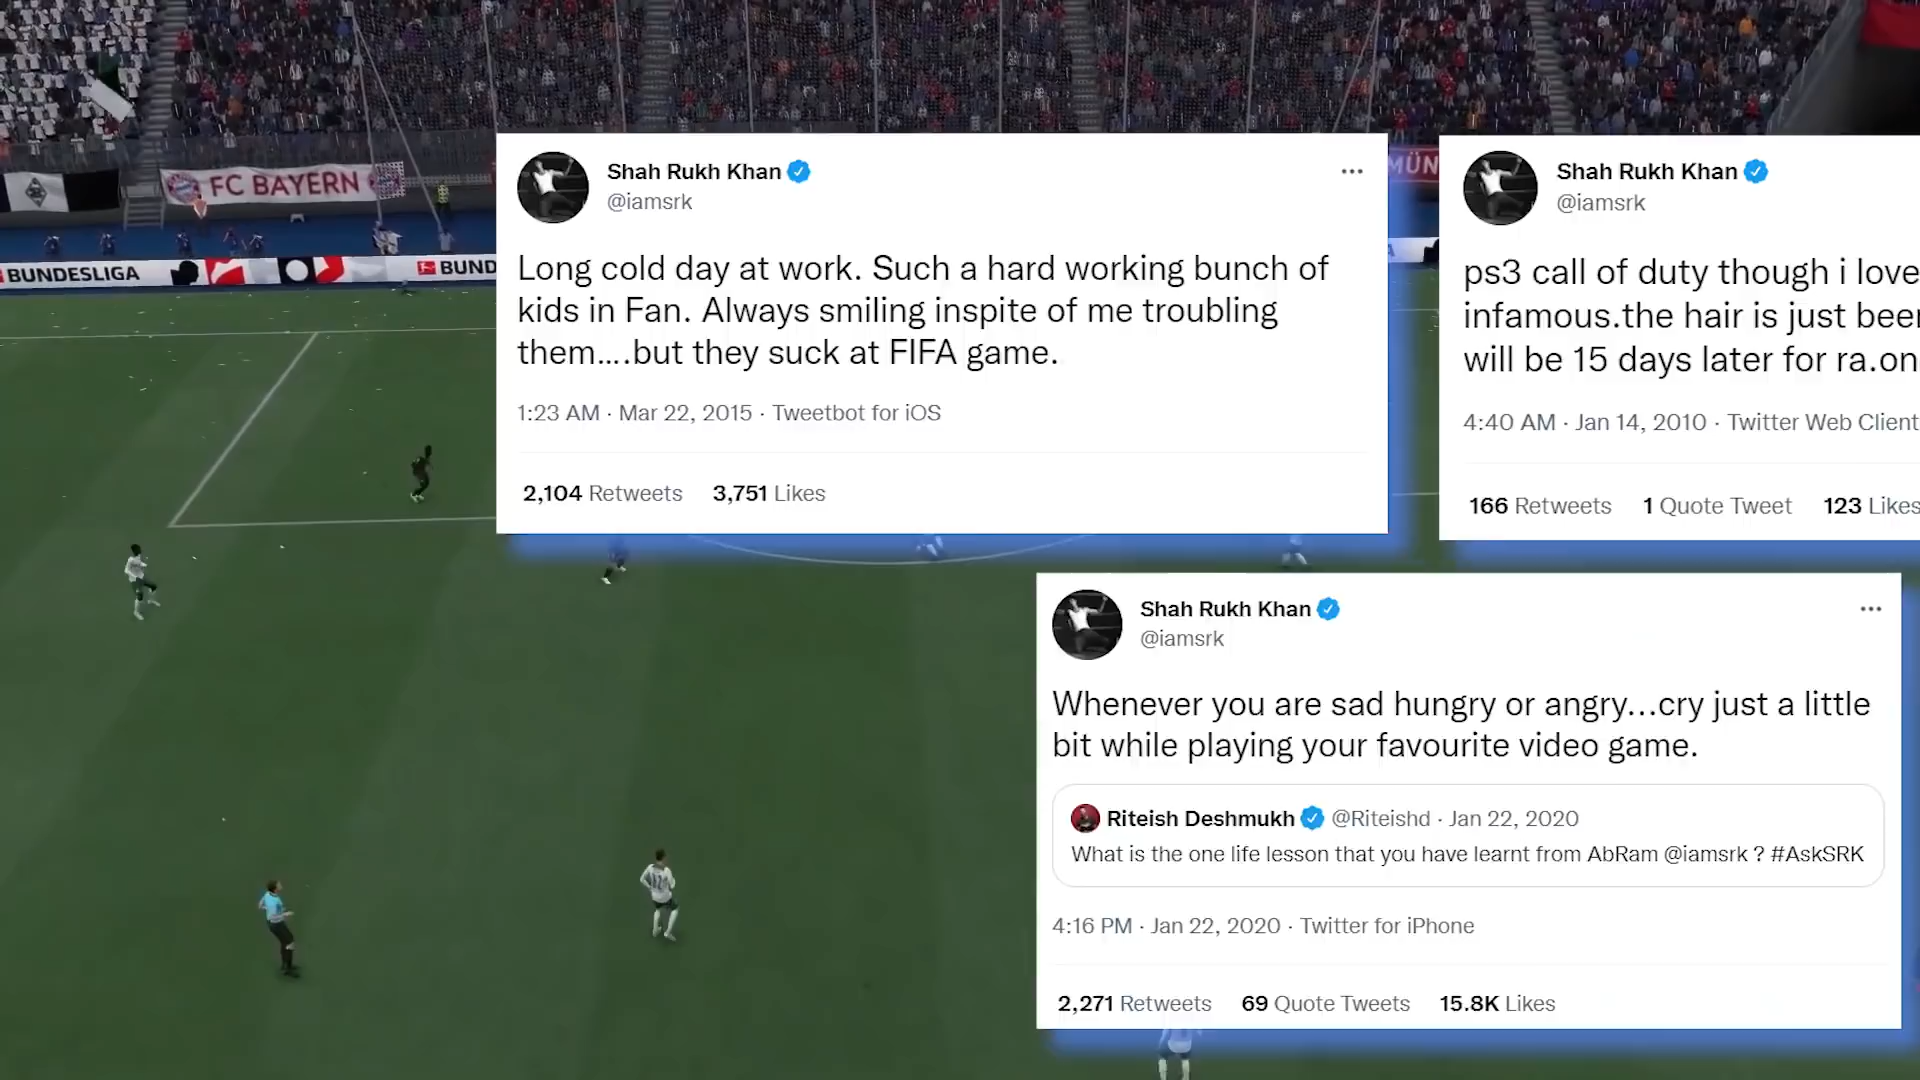 FC BAYERN
BUNDESLIGA
BUND
MÜN
Shah Rukh Khan
@iamsrk
Long cold day at work. Such a hard working bunch of
kids in Fan. Always smiling inspite of me troubling
them....but they suck at FIFA game.
1:23 AM · Mar 22, 2015 · Tweetbot for iOS
2,104 Retweets 3,751 Likes
Shah Rukh Khan
@iamsrk
ps3 call of duty though i love
infamous.the hair is just been
will be 15 days later for ra.on
4:40 AM · Jan 14, 2010 · Twitter Web Client
166 Retweets 1 Quote Tweet 123 Likes
Shah Rukh Khan
@iamsrk
Whenever you are sad hungry or angry...cry just a little
bit while playing your favourite video game.
Riteish Deshmukh @Riteishd · Jan 22, 2020
What is the one life lesson that you have learnt from AbRam @iamsrk ? #AskSRK
4:16 PM · Jan 22, 2020 · Twitter for iPhone
2,271 Retweets 69 Quote Tweets 15.8K Likes